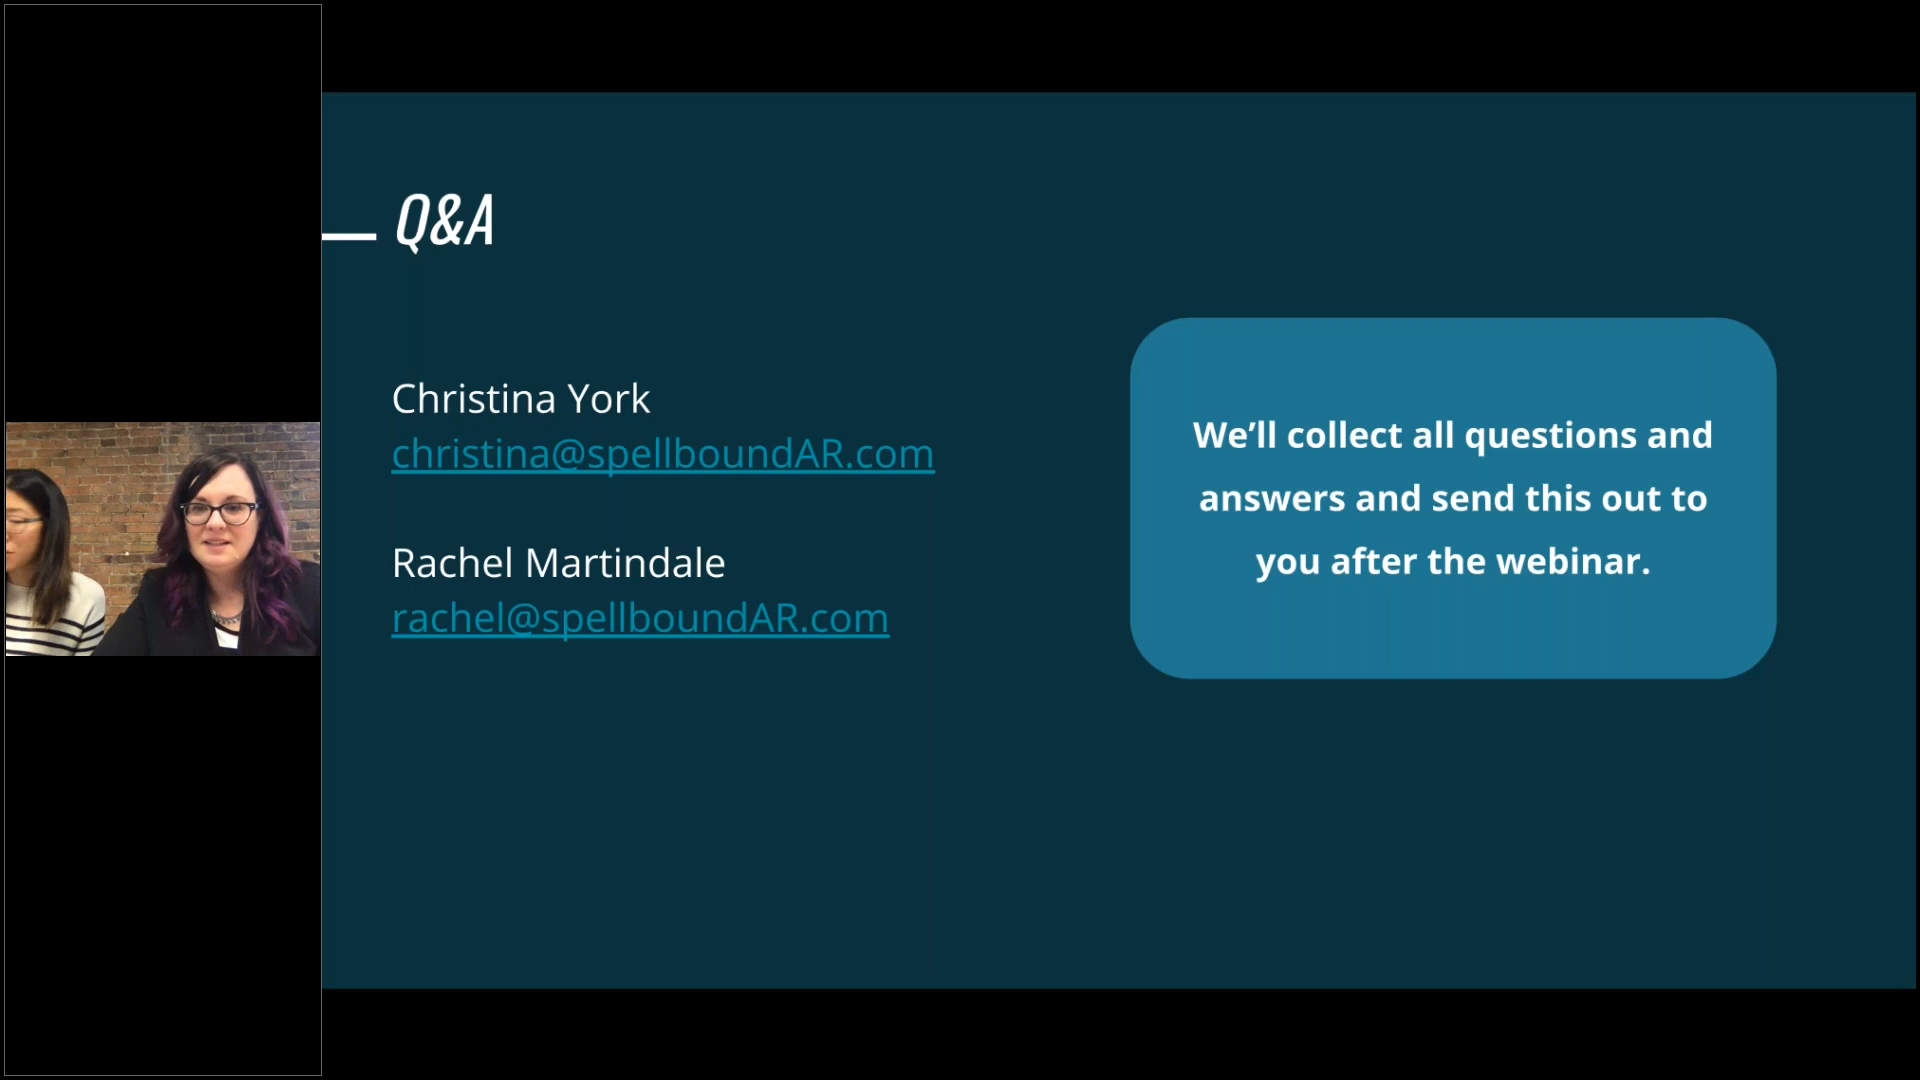 Q&A
Christina York
christina@spellboundAR.com
Rachel Martindale
rachel@spellboundAR.com
We’ll collect all questions and
answers and send this out to
you after the webinar.